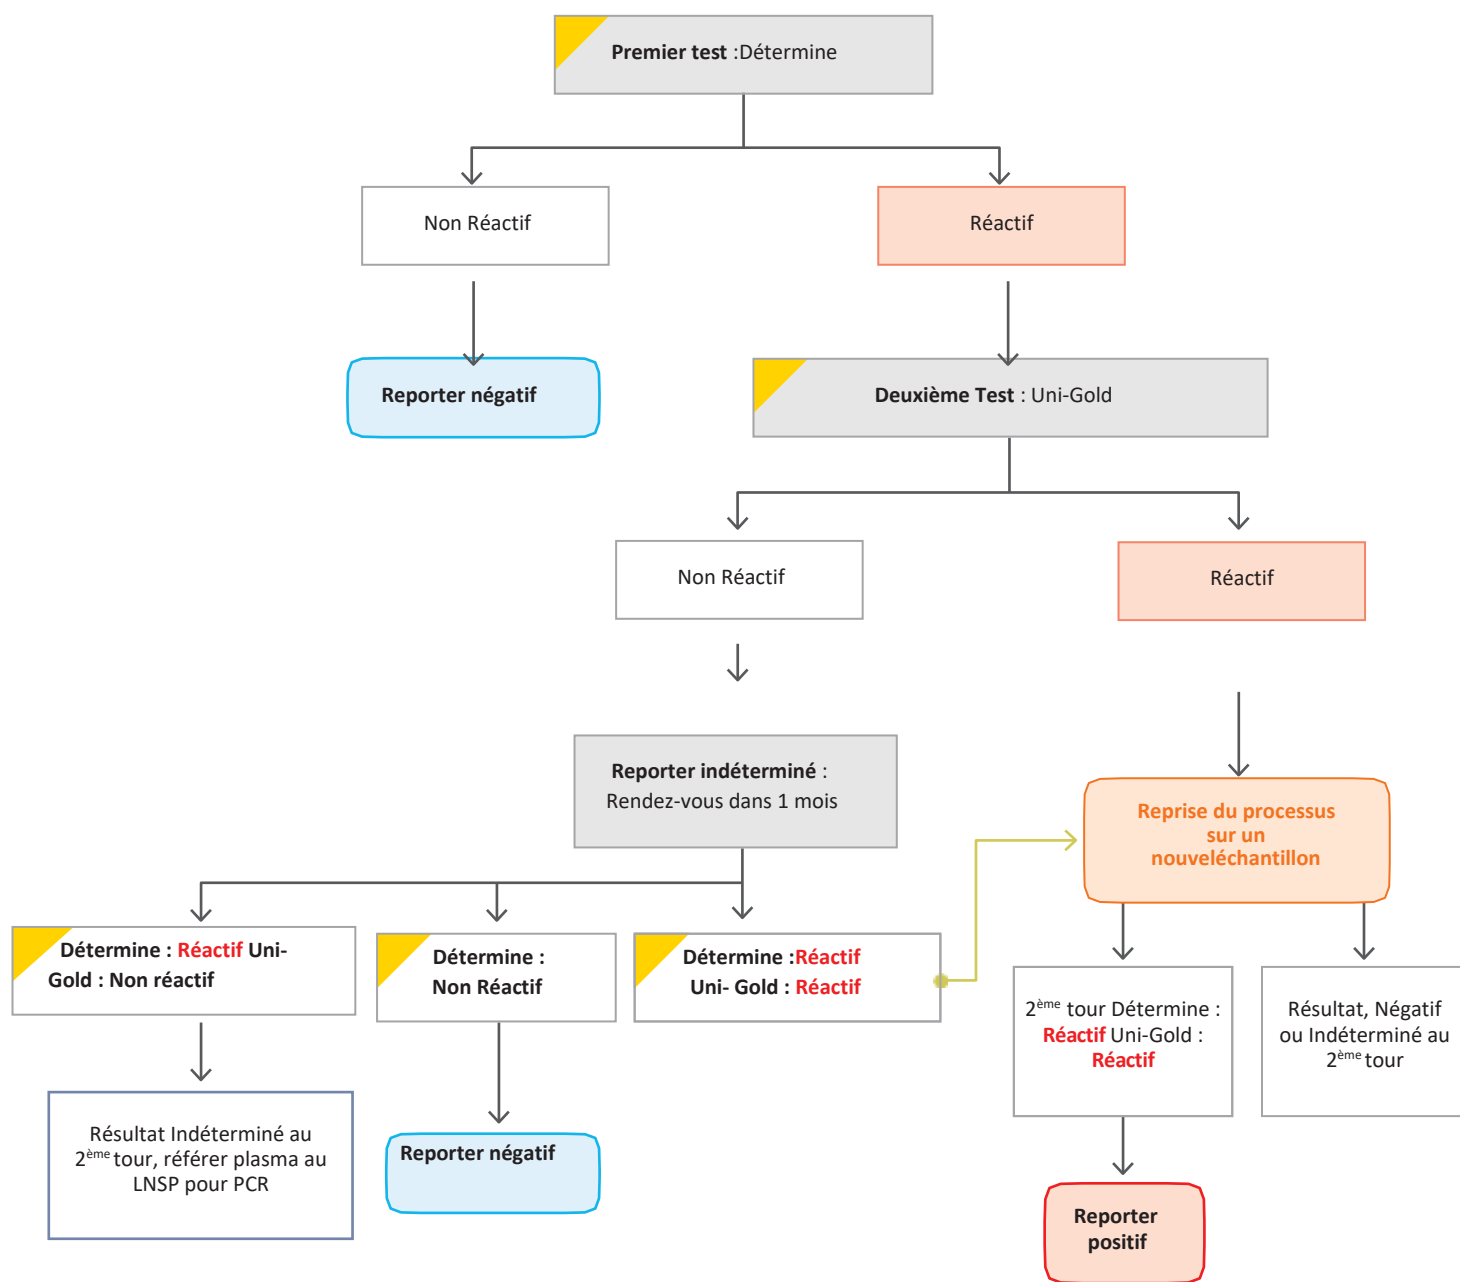 Premier test :Détermine
Non Réactif
Réactif
Reporter négatif
Deuxième Test : Uni-Gold
Non Réactif
Réactif
Reporter indéterminé :
Rendez-vous dans 1 mois
Reprise du processus
sur un
nouveléchantillon
Détermine : Réactif Uni-
Gold : Non réactif
Détermine :
Non Réactif
Détermine :Réactif
Uni- Gold : Réactif
2ème tour Détermine :
Réactif Uni-Gold :
Réactif
Résultat, Négatif
ou Indéterminé au
2ème tour
Résultat Indéterminé au
2ème tour, référer plasma au
LNSP pour PCR
Reporter négatif
Reporter
positif